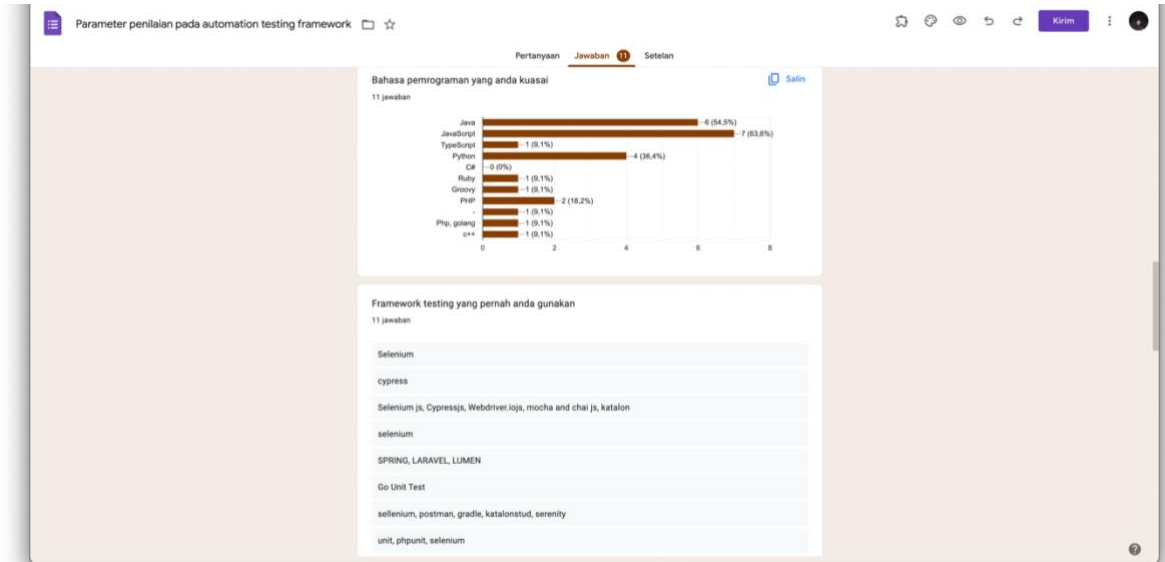 Parameter penilaian pada automation testing framework
Kirim
Pertanyaan Jawaban 11 Setelan
Bahasa pemrograman yang anda kuasai
Salin
11 jawaban
Java 6 (54,5%)
JavaScript 7 (63,6%)
TypeScript 1 (9,1%)
Python 4 (36,4%)
C# 0 (0%)
Ruby 1 (9,1%)
Groovy 1 (9,1%)
PHP 2 (18,2%)
- 1 (9,1%)
Php, golang 1 (9,1%)
c++ 1 (9,1%)
0 2 4 6 8
Framework testing yang pernah anda gunakan
11 jawaban
Selenium
cypress
Selenium js, Cypressjs, Webdriver.iojs, mocha and chai js, katalon
selenium
SPRING, LARAVEL, LUMEN
Go Unit Test
sellenium, postman, gradle, katalonstud, serenity
unit, phpunit, selenium